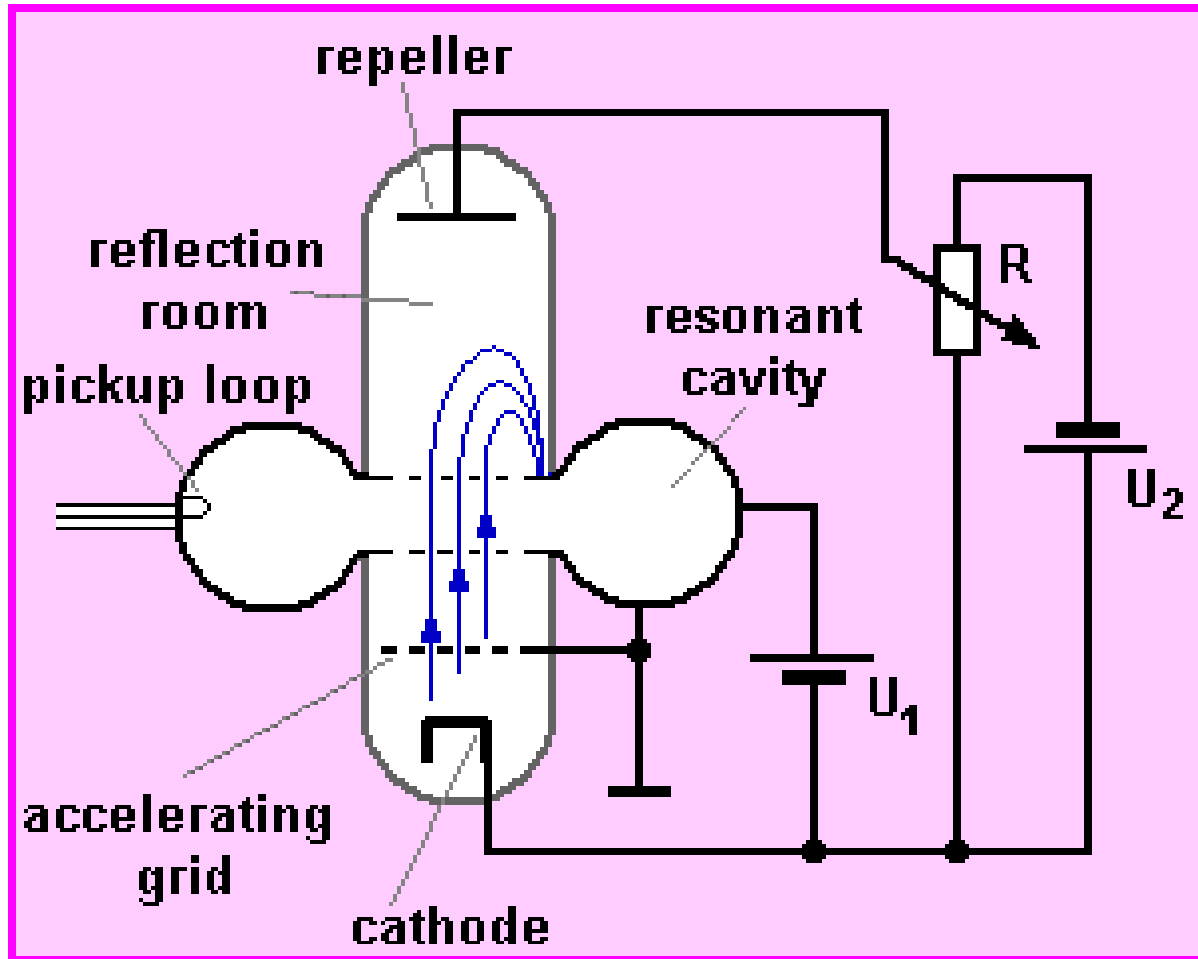 repeller
reflection
room
pickup loop
resonant
cavity
R
U2
U1
accelerating
grid
cathode